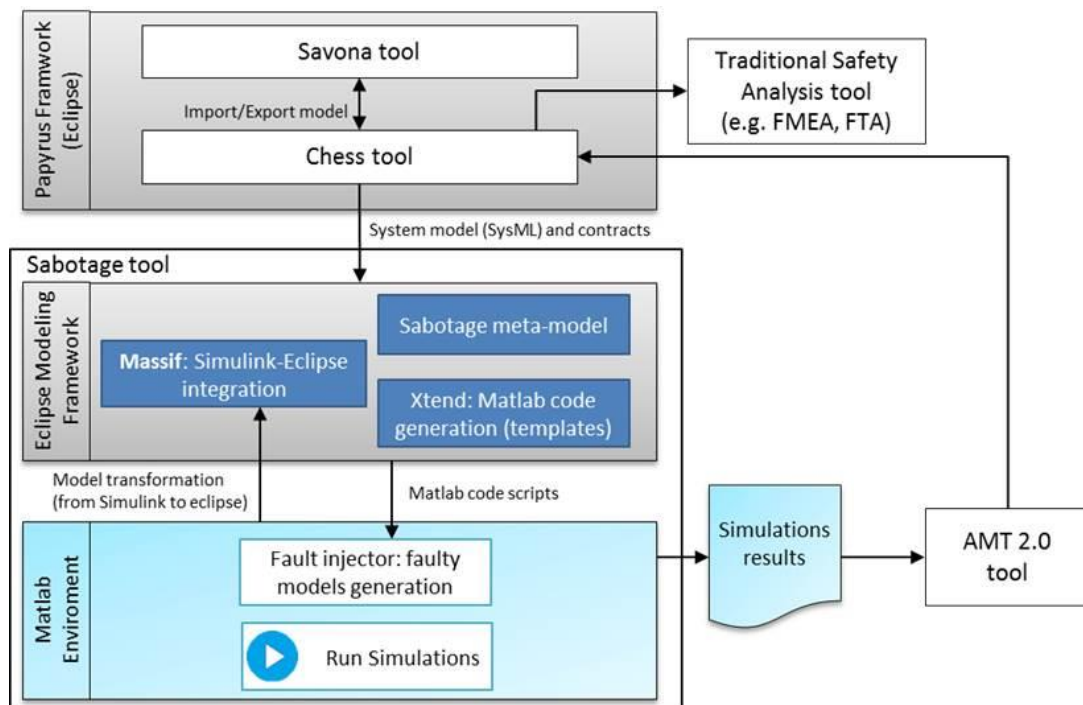 Papyrus Framwork
(Eclipse)
Savona tool
Import/Export model
Chess tool
Traditional Safety
Analysis tool
(e.g. FMEA, FTA)
System model (SysML) and contracts
Sabotage tool
Eclipse Modeling
Framework
Massif: Simulink-Eclipse
integration
Sabotage meta-model
Xtend: Matlab code
generation (templates)
Model transformation
(from Simulink to eclipse)
Matlab code scripts
Matlab
Enviroment
Fault injector: faulty
models generation
Run Simulations
Simulations
results
AMT 2.0
tool